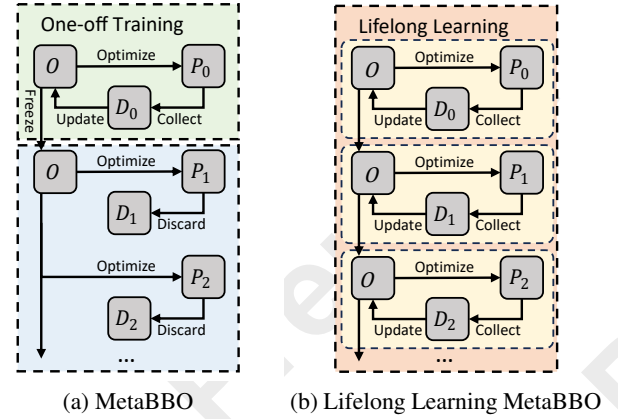 One-off Training
O
Optimize
P0
Freeze
Update
D0
Collect
O
Optimize
P1
D1
Discard
Optimize
P2
D2
Discard
...
(a) MetaBBO
Lifelong Learning
O
Optimize
P0
Update
D0
Collect
O
Optimize
P1
Update
D1
Collect
O
Optimize
P2
Update
D2
Collect
...
(b) Lifelong Learning MetaBBO